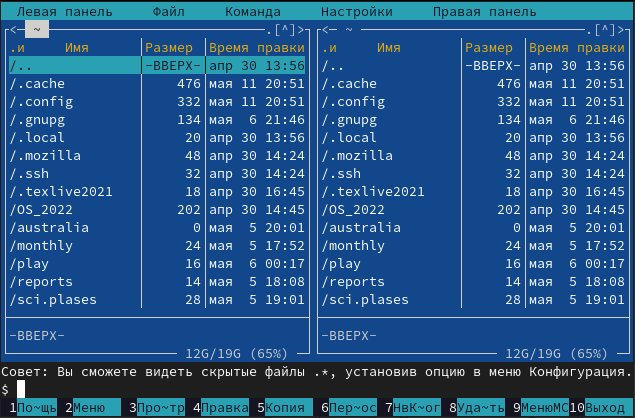 Левая панель Файл Команда Настройки Правая панель
<─ ~ ─.[^]> <─ ~ ─.[^]>
.и Имя Размер Время правки .и Имя Размер Время правки
/.. -ВВЕРХ- апр 30 13:56 /.. -ВВЕРХ- апр 30 13:56
/.cache 476 мая 11 20:51 /.cache 476 мая 11 20:51
/.config 332 мая 11 20:51 /.config 332 мая 11 20:51
/.gnupg 134 мая 6 21:46 /.gnupg 134 мая 6 21:46
/.local 20 апр 30 13:56 /.local 20 апр 30 13:56
/.mozilla 48 апр 30 14:24 /.mozilla 48 апр 30 14:24
/.ssh 32 апр 30 14:24 /.ssh 32 апр 30 14:24
/.texlive2021 18 апр 30 16:45 /.texlive2021 18 апр 30 16:45
/OS_2022 202 апр 30 14:45 /OS_2022 202 апр 30 14:45
/australia 0 мая 5 20:01 /australia 0 мая 5 20:01
/monthly 24 мая 5 17:52 /monthly 24 мая 5 17:52
/play 16 мая 6 00:17 /play 16 мая 6 00:17
/reports 14 мая 5 18:08 /reports 14 мая 5 18:08
/sci.plases 28 мая 5 19:01 /sci.plases 28 мая 5 19:01
-ВВЕРХ- -ВВЕРХ-
12G/19G (65%) 12G/19G (65%)
Совет: Вы сможете видеть скрытые файлы .*, установив опцию в меню Конфигурация.
$
1По~щь 2Меню 3Про~тр 4Правка 5Копия 6Пер~ос 7НвК~ог 8Уда~ть 9МенюMC 10Выход